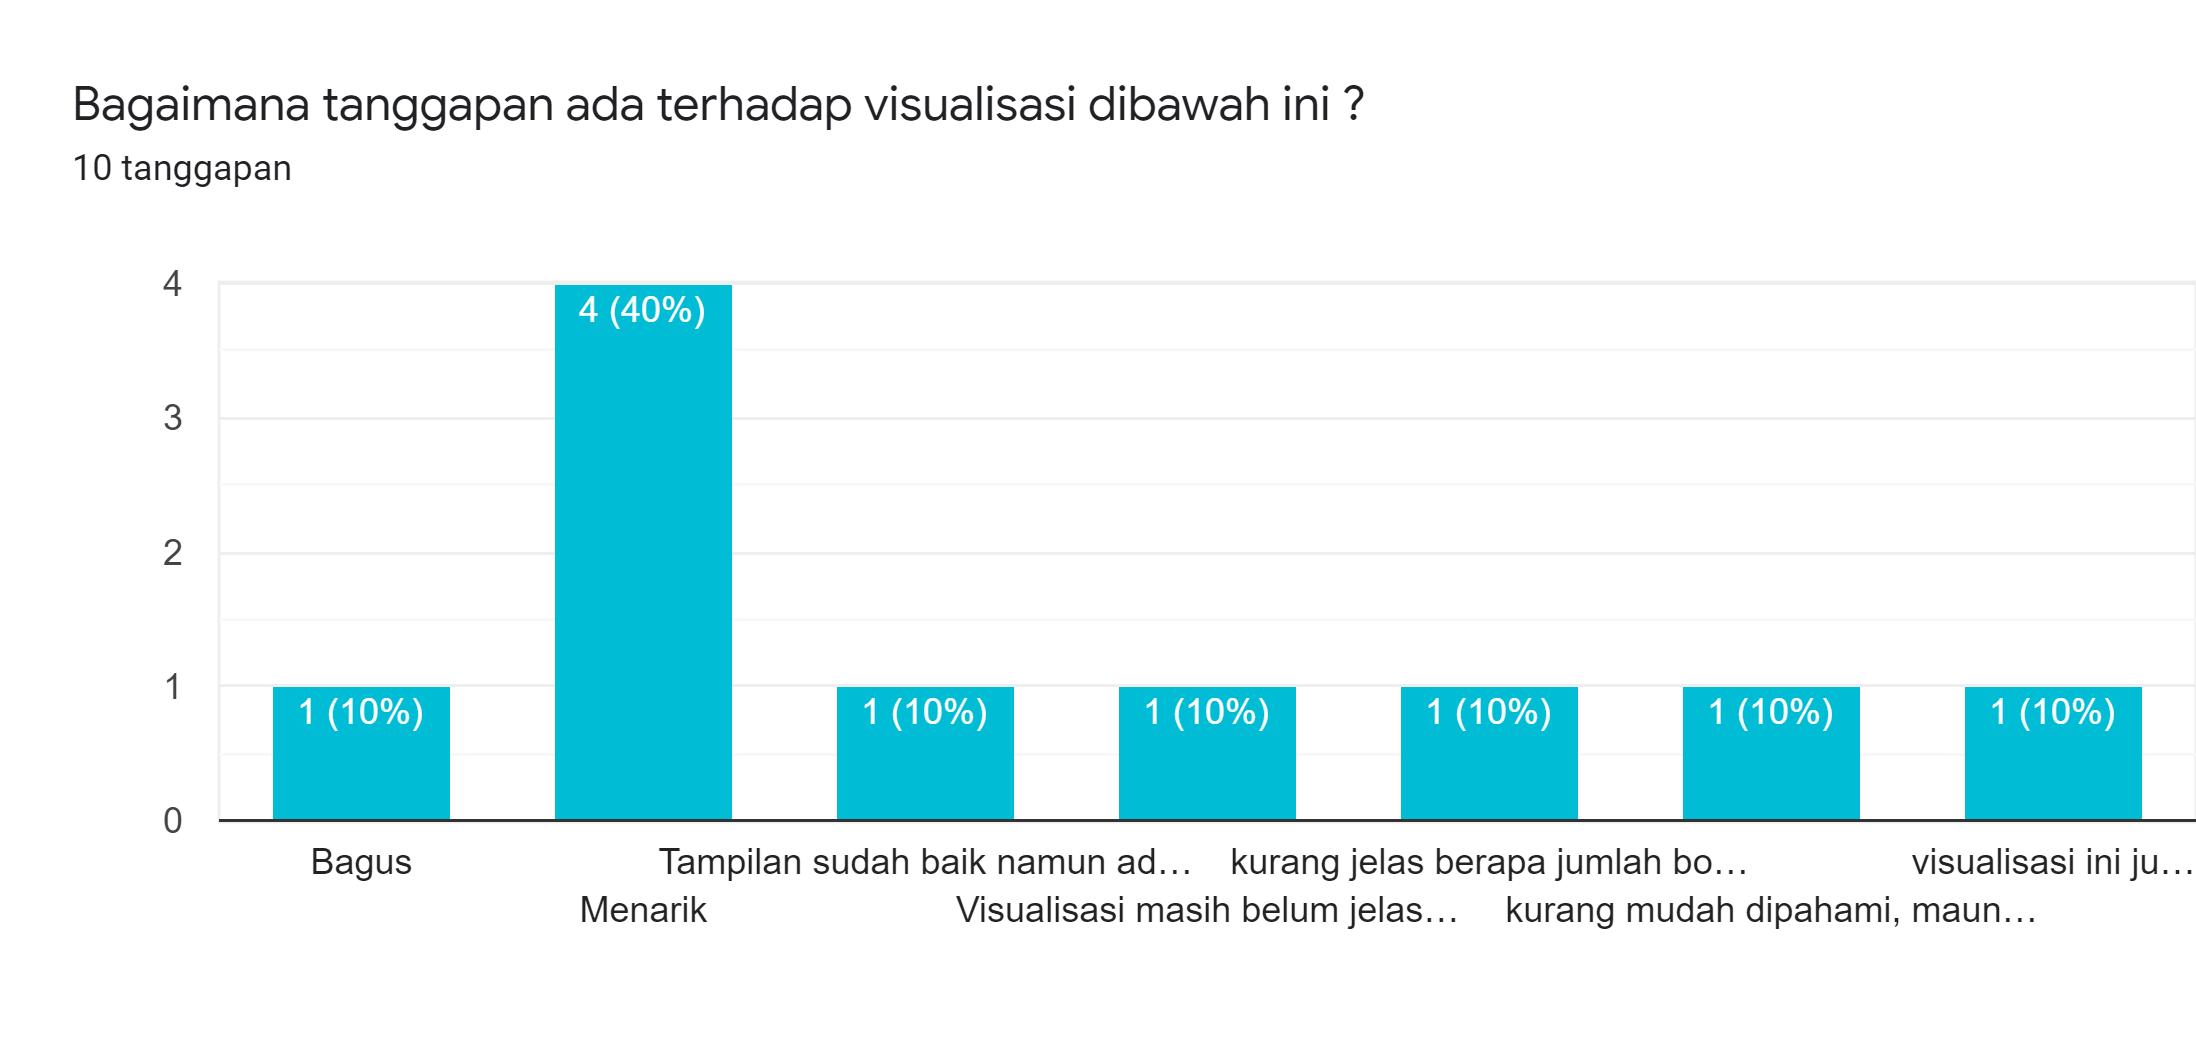 Bagaimana tanggapan ada terhadap visualisasi dibawah ini ?
10 tanggapan
4
3
2
1
0
1 (10%)
4 (40%)
1 (10%)
1 (10%)
1 (10%)
1 (10%)
1 (10%)
Bagus
Menarik
Tampilan sudah baik namun ad…
Visualisasi masih belum jelas…
kurang jelas berapa jumlah bo…
kurang mudah dipahami, maun…
visualisasi ini ju…